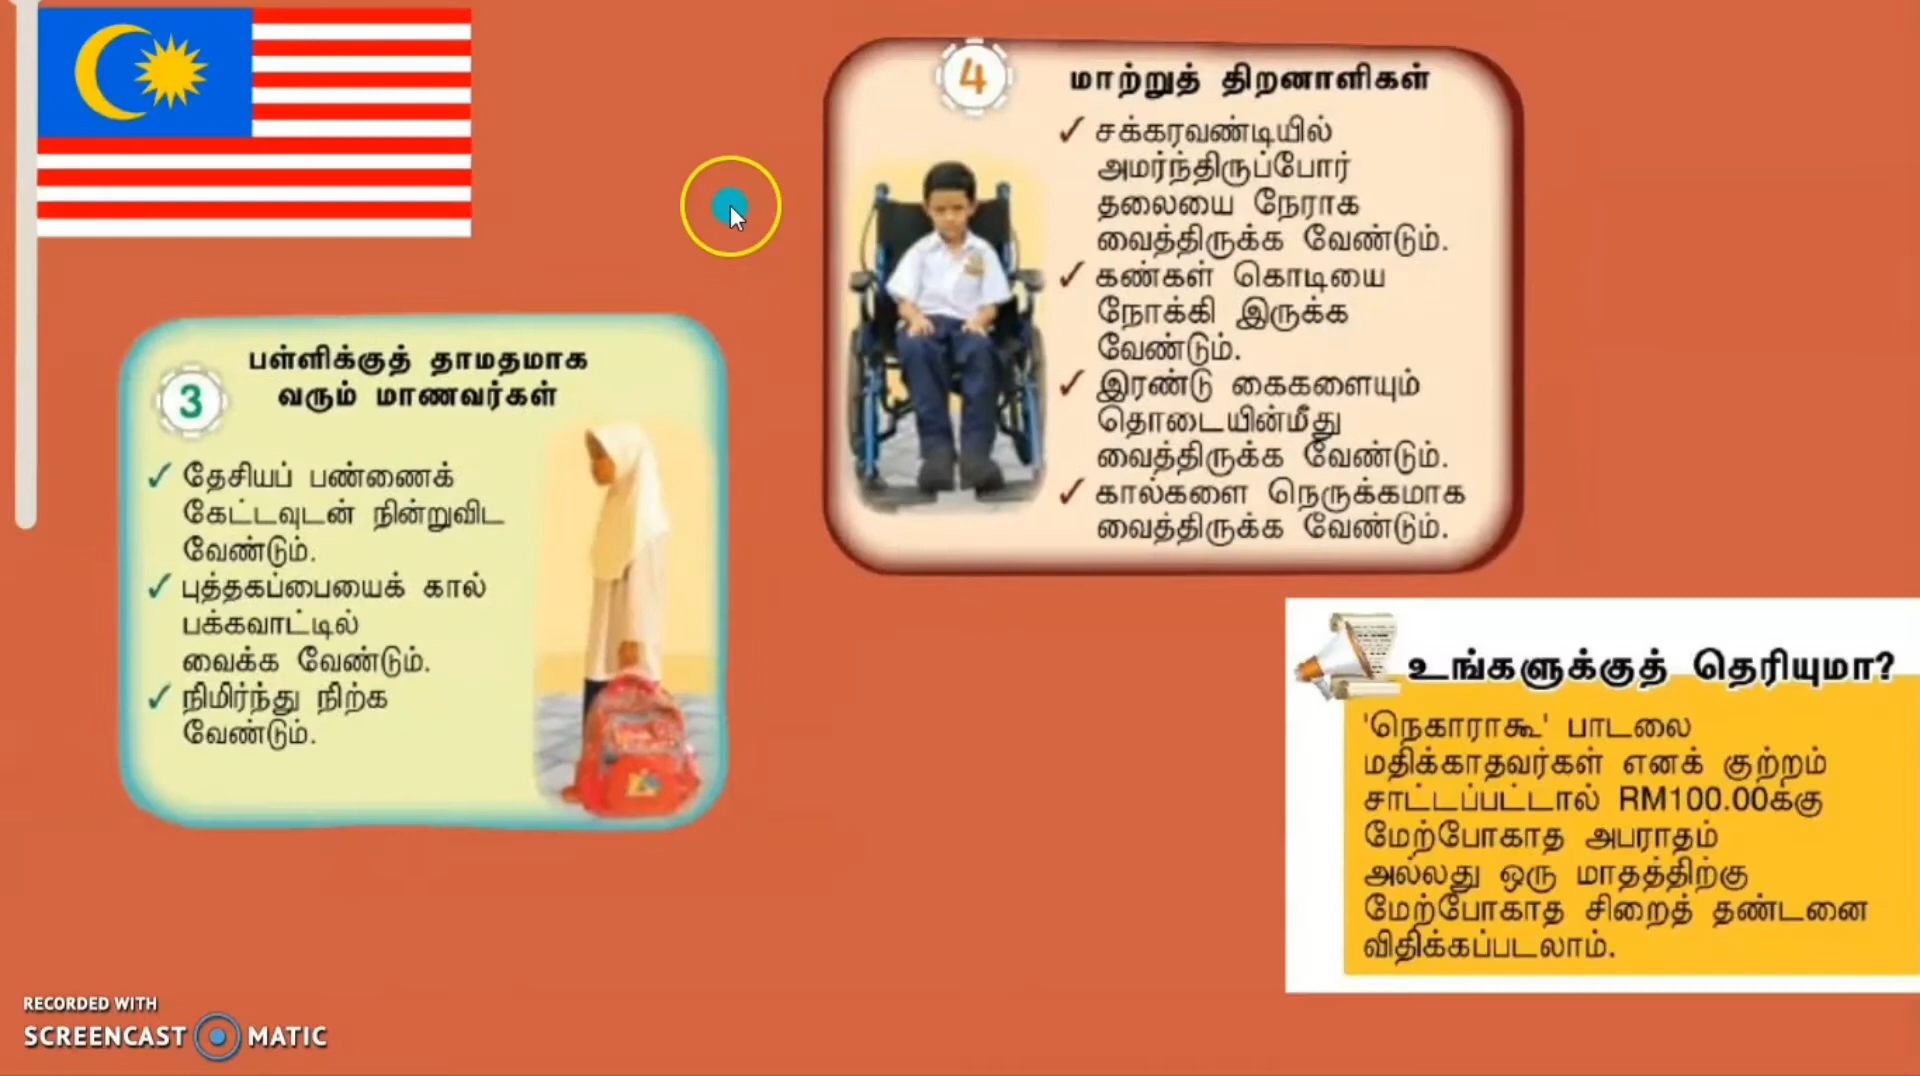 3
பள்ளிக்குத் தாமதமாக
வரும் மாணவர்கள்
✓ தேசியப் பண்ணைக்
கேட்டவுடன் நின்றுவிட
வேண்டும்.
✓ புத்தகப்பையைக் கால்
பக்கவாட்டில்
வைக்க வேண்டும்.
✓ நிமிர்ந்து நிற்க
வேண்டும்.
4
மாற்றுத் திறனாளிகள்
✓ சக்கரவண்டியில்
அமர்ந்திருப்போர்
தலையை நேராக
வைத்திருக்க வேண்டும்.
✓ கண்கள் கொடியை
நோக்கி இருக்க
வேண்டும்.
✓ இரண்டு கைகளையும்
தொடையின்மீது
வைத்திருக்க வேண்டும்.
✓ கால்களை நெருக்கமாக
வைத்திருக்க வேண்டும்.
உங்களுக்குத் தெரியுமா?
'நெகாராகூ' பாடலை
மதிக்காதவர்கள் எனக் குற்றம்
சாட்டப்பட்டால் RM100.00க்கு
மேற்போகாத அபராதம்
அல்லது ஒரு மாதத்திற்கு
மேற்போகாத சிறைத் தண்டனை
விதிக்கப்படலாம்.
RECORDED WITH
SCREENCAST MATIC